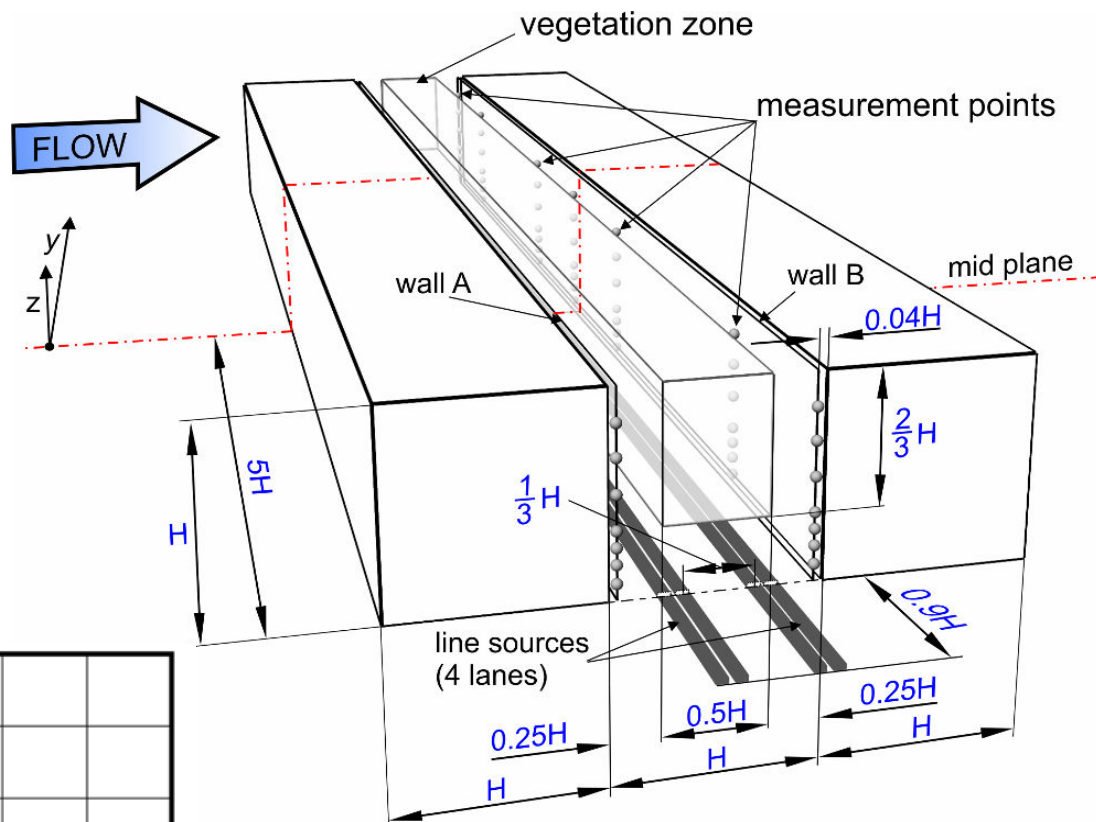 vegetation zone
measurement points
FLOW
y
z
wall A
wall B
mid plane
0.04H
2/3 H
1/3 H
5H
H
0.9H
line sources
(4 lanes)
0.25H
0.5H
0.25H
H
H
H